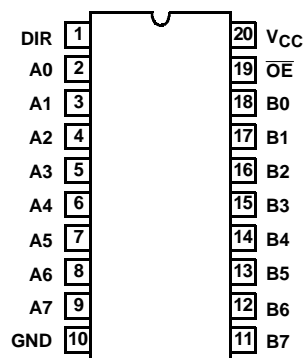 DIR 1 20 VCC
A0 2 19 O̅E̅
A1 3 18 B0
A2 4 17 B1
A3 5 16 B2
A4 6 15 B3
A5 7 14 B4
A6 8 13 B5
A7 9 12 B6
GND 10 11 B7